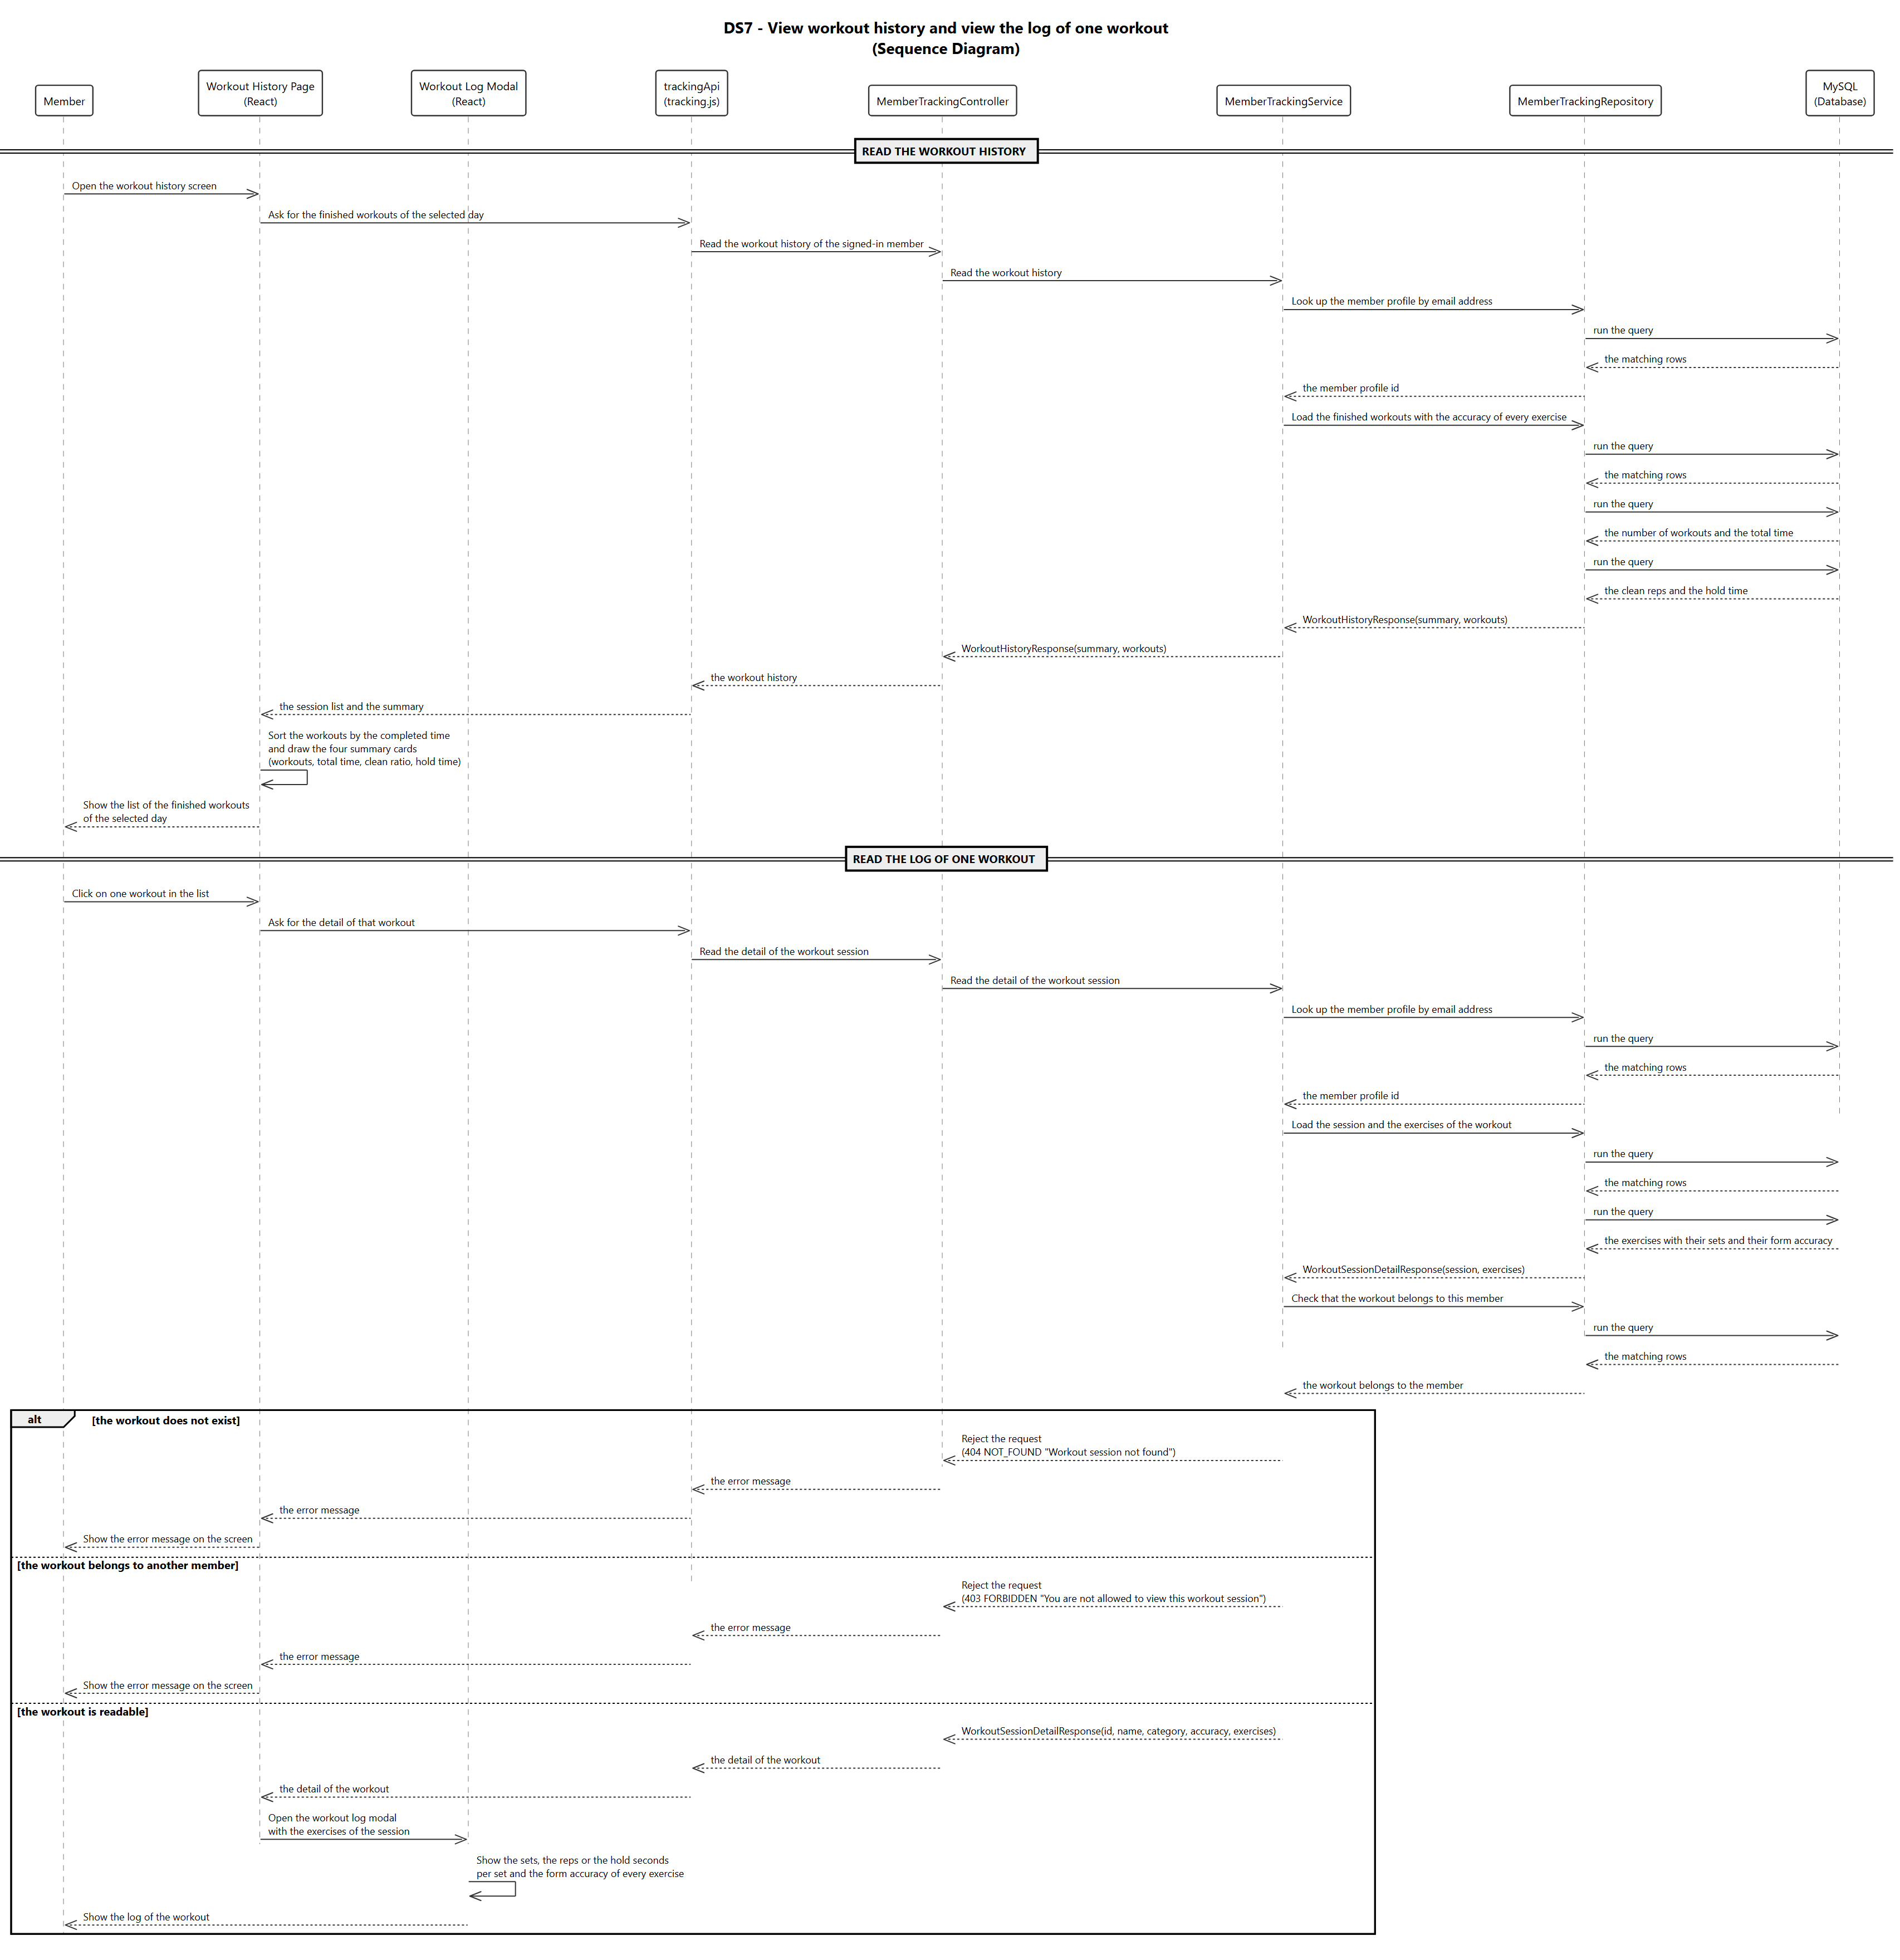 DS7 - View workout history and view the log of one workout
(Sequence Diagram)
Member
Workout History Page
(React)
Workout Log Modal
(React)
trackingApi
(tracking.js)
MemberTrackingController
MemberTrackingService
MemberTrackingRepository
MySQL
(Database)
READ THE WORKOUT HISTORY
Open the workout history screen
Ask for the finished workouts of the selected day
Read the workout history of the signed-in member
Read the workout history
Look up the member profile by email address
run the query
the matching rows
the member profile id
Load the finished workouts with the accuracy of every exercise
run the query
the matching rows
run the query
the number of workouts and the total time
run the query
the clean reps and the hold time
WorkoutHistoryResponse(summary, workouts)
WorkoutHistoryResponse(summary, workouts)
the workout history
the session list and the summary
Sort the workouts by the completed time
and draw the four summary cards
(workouts, total time, clean ratio, hold time)
Show the list of the finished workouts
of the selected day
READ THE LOG OF ONE WORKOUT
Click on one workout in the list
Ask for the detail of that workout
Read the detail of the workout session
Read the detail of the workout session
Look up the member profile by email address
run the query
the matching rows
the member profile id
Load the session and the exercises of the workout
run the query
the matching rows
run the query
the exercises with their sets and their form accuracy
WorkoutSessionDetailResponse(session, exercises)
Check that the workout belongs to this member
run the query
the matching rows
the workout belongs to the member
alt
[the workout does not exist]
Reject the request
(404 NOT_FOUND "Workout session not found")
the error message
the error message
Show the error message on the screen
[the workout belongs to another member]
Reject the request
(403 FORBIDDEN "You are not allowed to view this workout session")
the error message
the error message
Show the error message on the screen
[the workout is readable]
WorkoutSessionDetailResponse(id, name, category, accuracy, exercises)
the detail of the workout
the detail of the workout
Open the workout log modal
with the exercises of the session
Show the sets, the reps or the hold seconds
per set and the form accuracy of every exercise
Show the log of the workout